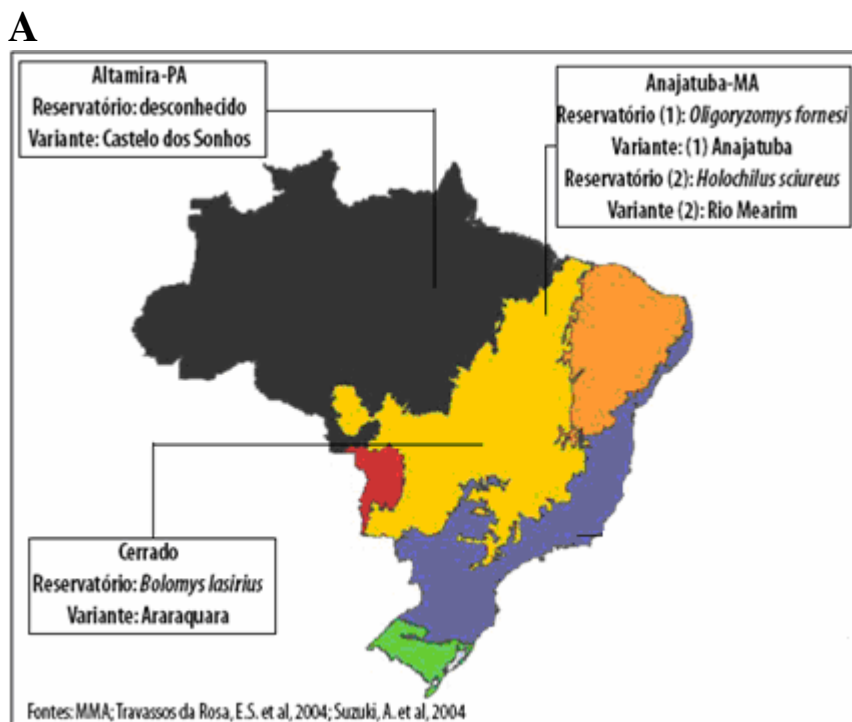 A
Altamira-PA
Reservatório: desconhecido
Variante: Castelo dos Sonhos
Anajatuba-MA
Reservatório (1): Oligoryzomys fornesi
Variante: (1) Anajatuba
Reservatório (2): Holochilus sciureus
Variante (2): Rio Mearim
Cerrado
Reservatório: Bolomys lasirius
Variante: Araraquara
Fontes: MMA; Travassos da Rosa, E.S. et al, 2004; Suzuki, A. et al, 2004